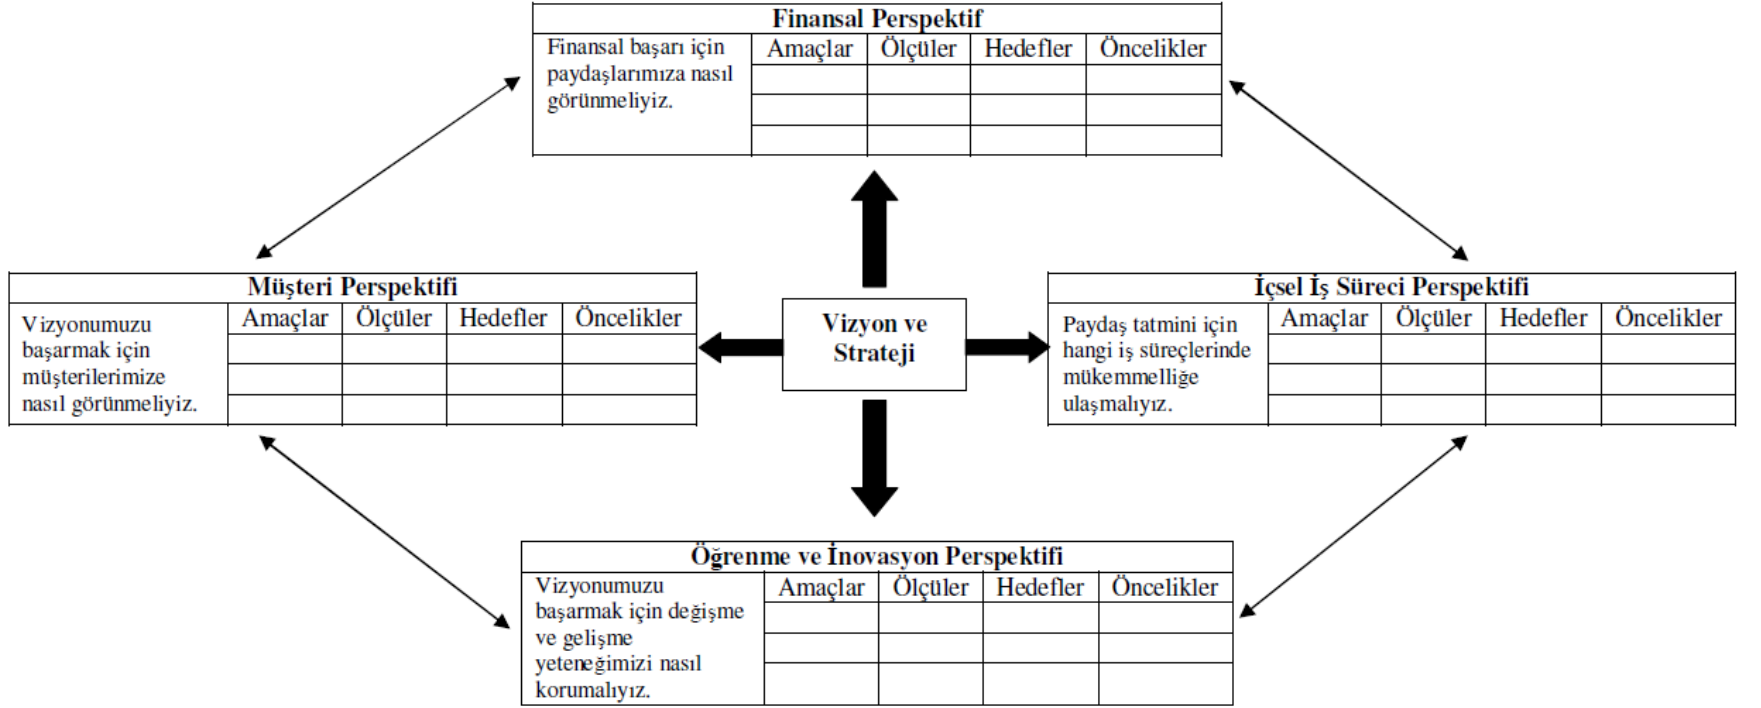 Finansal Perspektif
Finansal başarı için
paydaşlarımıza nasıl
görünmeliyiz.
Amaçlar Ölçüler Hedefler Öncelikler
Müşteri Perspektifi
Vizyonumuzu
başarmak için
müşterilerimize
nasıl görünmeliyiz.
Amaçlar Ölçüler Hedefler Öncelikler
Vizyon ve
Strateji
İçsel İş Süreci Perspektifi
Paydaş tatmini için
hangi iş süreçlerinde
mükemmelliğe
ulaşmalıyız.
Amaçlar Ölçüler Hedefler Öncelikler
Öğrenme ve İnovasyon Perspektifi
Vizyonumuzu
başarmak için değişme
ve gelişme
yeteneğimizi nasıl
korumalıyız.
Amaçlar Ölçüler Hedefler Öncelikler